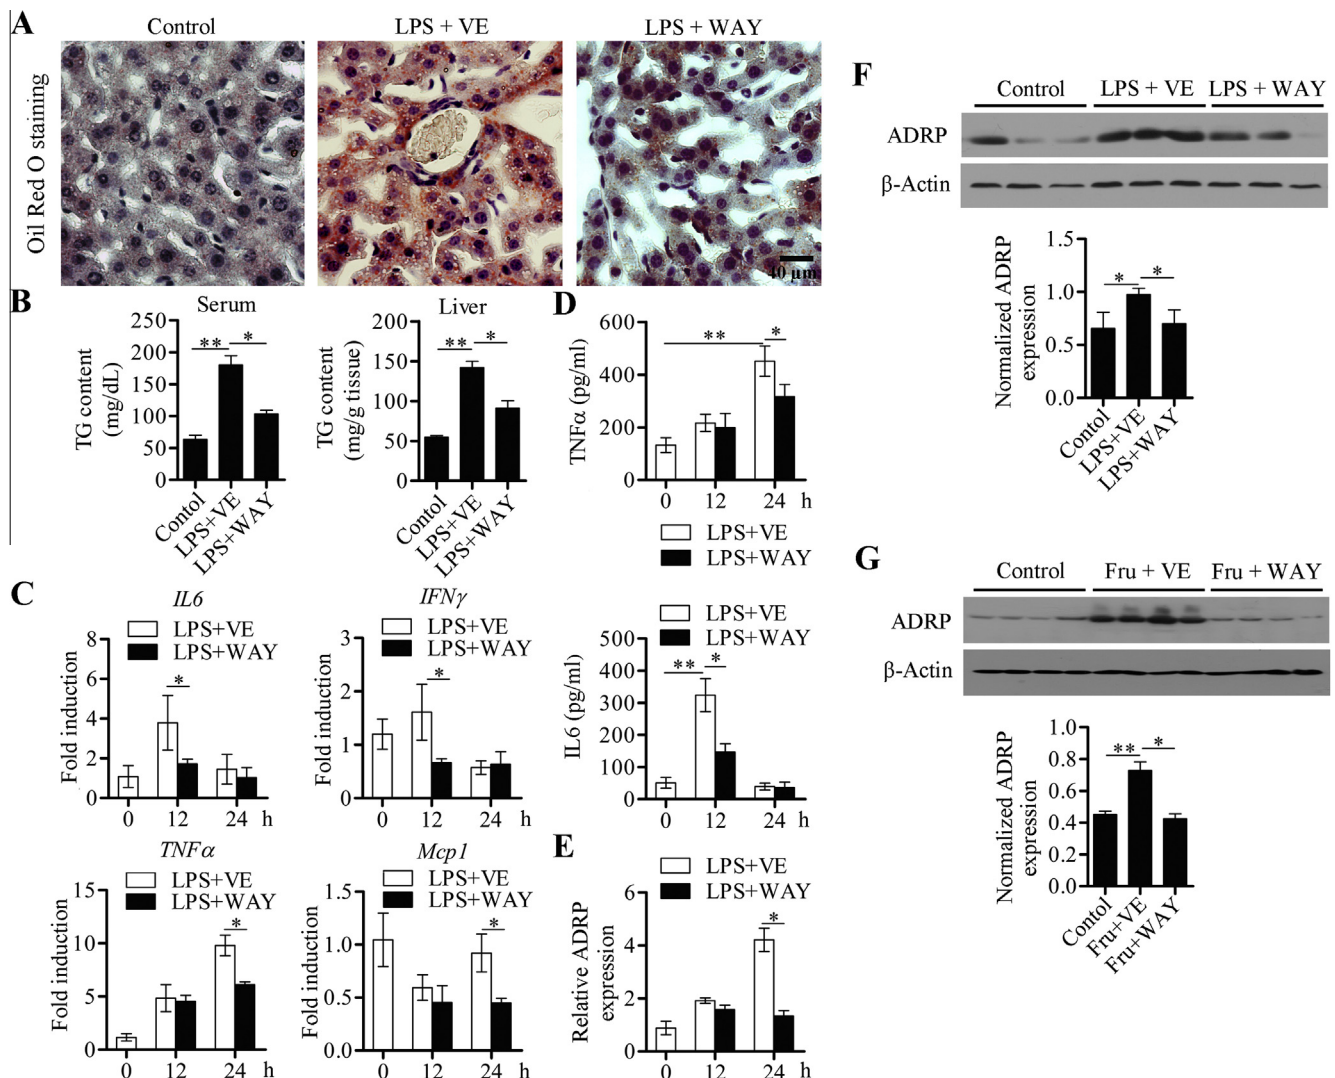 A
Control
LPS + VE
LPS + WAY
Oil Red O staining
40 µm
B
Serum
TG content
(mg/dL)
250
200
150
100
50
0
Contol
LPS+VE
LPS+WAY
**
*
Liver
TG content
(mg/g tissue)
200
150
100
50
0
Contol
LPS+VE
LPS+WAY
**
*
C
IL6
LPS+VE
LPS+WAY
Fold induction
8
6
4
2
0
*
0 12 24 h
IFNγ
LPS+VE
LPS+WAY
Fold induction
3
2
1
0
*
0 12 24 h
TNFα
LPS+VE
LPS+WAY
Fold induction
15
10
5
0
*
0 12 24 h
Mcp1
LPS+VE
LPS+WAY
Fold induction
1.5
1.0
0.5
0.0
*
0 12 24 h
D
TNFα (pg/ml)
600
400
200
0
**
*
0 12 24 h
LPS+VE
LPS+WAY
LPS+VE
LPS+WAY
IL6 (pg/ml)
500
400
300
200
100
0
**
*
0 12 24 h
E
LPS+VE
LPS+WAY
Relative ADRP
expression
6
4
2
0
*
0 12 24 h
F
Control
LPS + VE
LPS + WAY
ADRP
β-Actin
Normalized ADRP
expression
1.5
1.0
0.5
0.0
*
*
Contol
LPS+VE
LPS+WAY
G
Control
Fru + VE
Fru + WAY
ADRP
β-Actin
Normalized ADRP
expression
1.0
0.8
0.6
0.4
0.2
0.0
**
*
Contol
Fru+VE
Fru+WAY